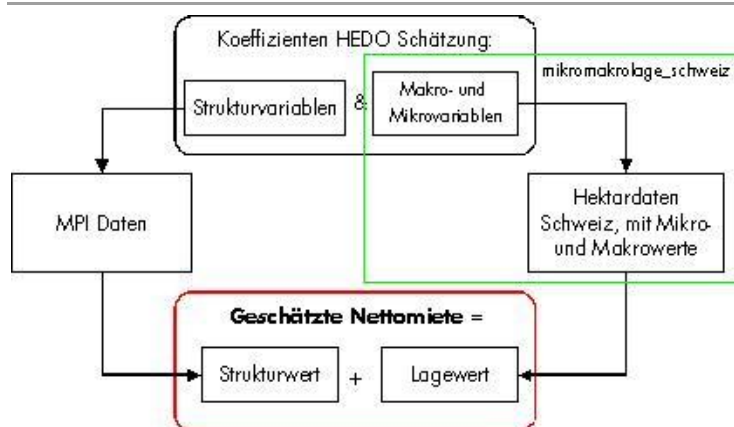 Koeffizienten HEDO Schätzung:
mikromakrolage_schweiz
Strukturvariablen
&
Makro- und
Mikrovariablen
MPI Daten
Hektardaten
Schweiz, mit Mikro-
und Makrowerte
Geschätzte Nettomiete =
Strukturwert
+
Lagewert